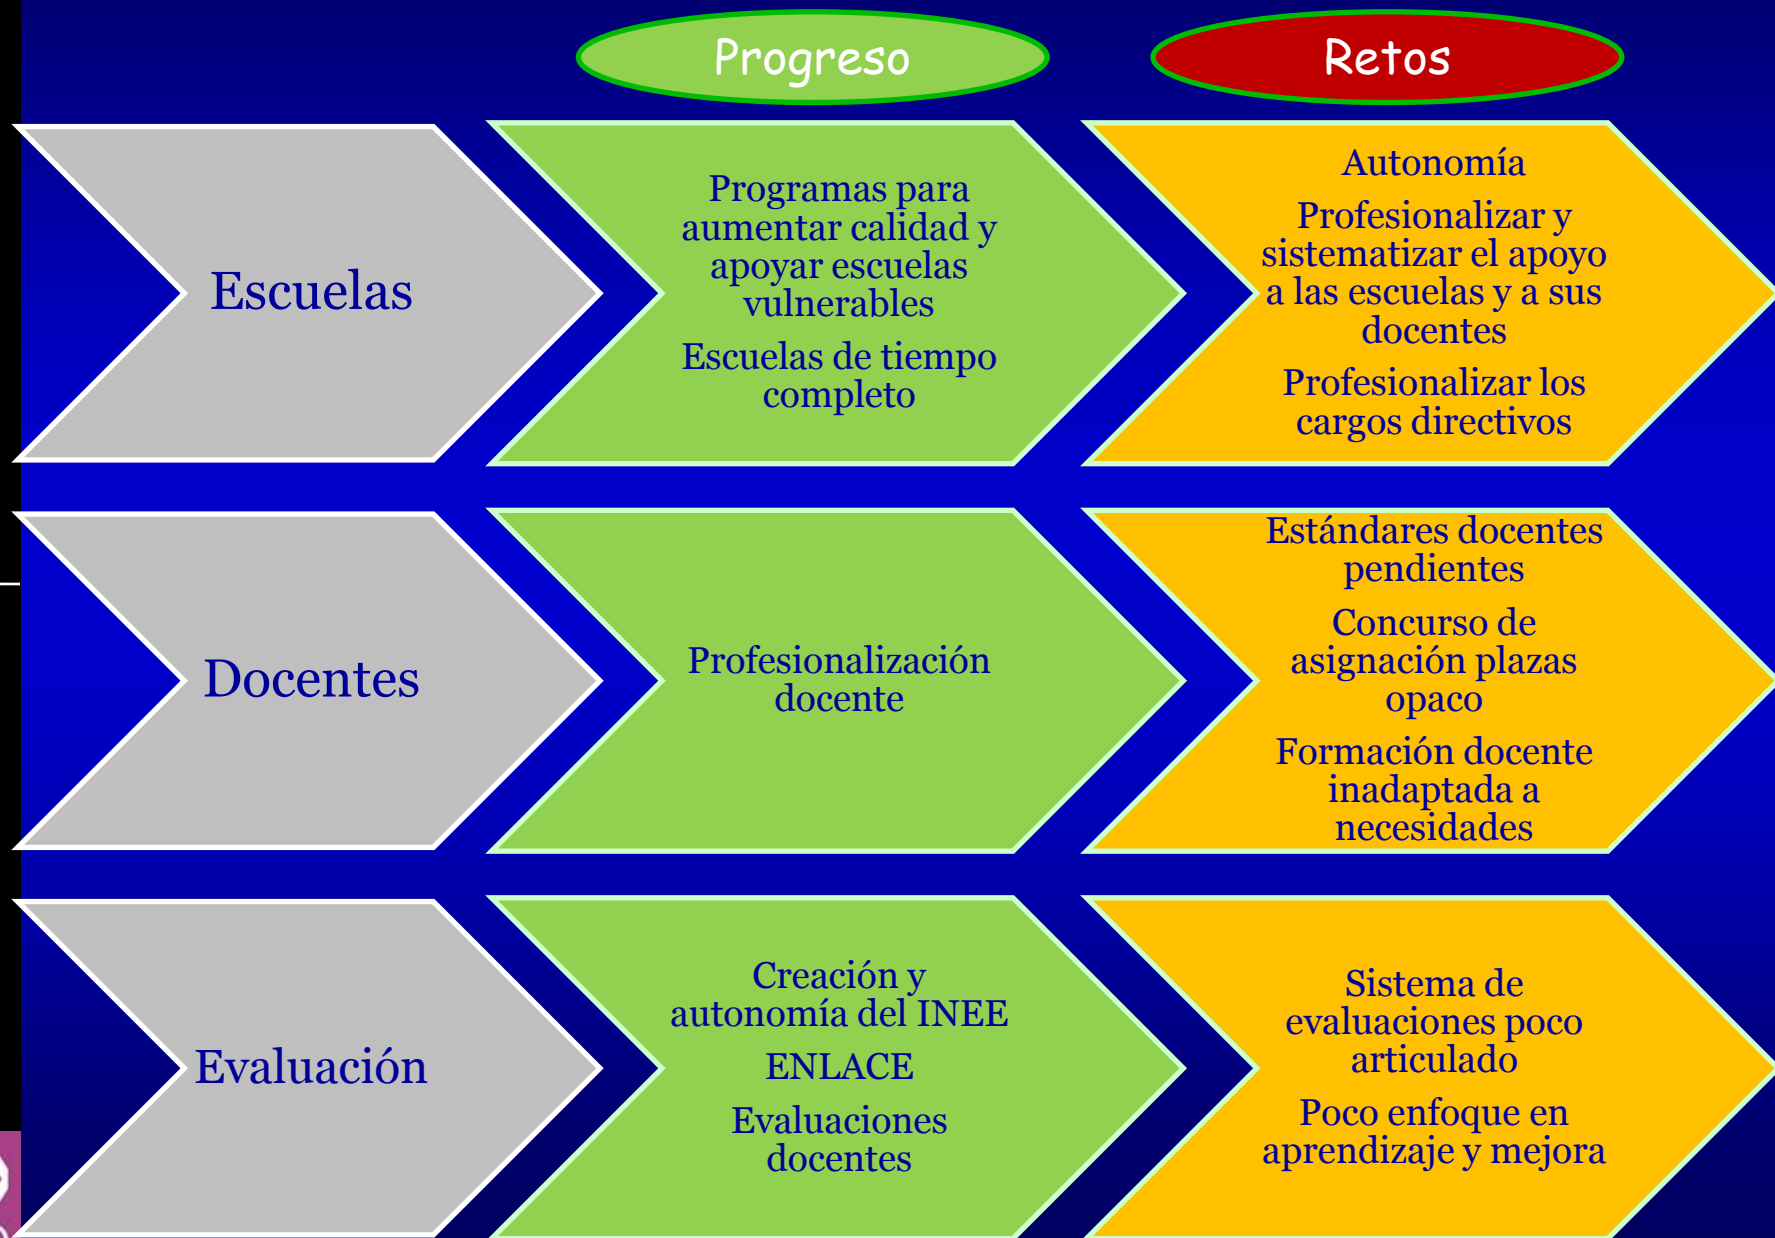 Progreso
Retos
Escuelas
Programas para
aumentar calidad y
apoyar escuelas
vulnerables
Escuelas de tiempo
completo
Autonomía
Profesionalizar y
sistematizar el apoyo
a las escuelas y a sus
docentes
Profesionalizar los
cargos directivos
Docentes
Profesionalización
docente
Estándares docentes
pendientes
Concurso de
asignación plazas
opaco
Formación docente
inadaptada a
necesidades
Evaluación
Creación y
autonomía del INEE
ENLACE
Evaluaciones
docentes
Sistema de
evaluaciones poco
articulado
Poco enfoque en
aprendizaje y mejora